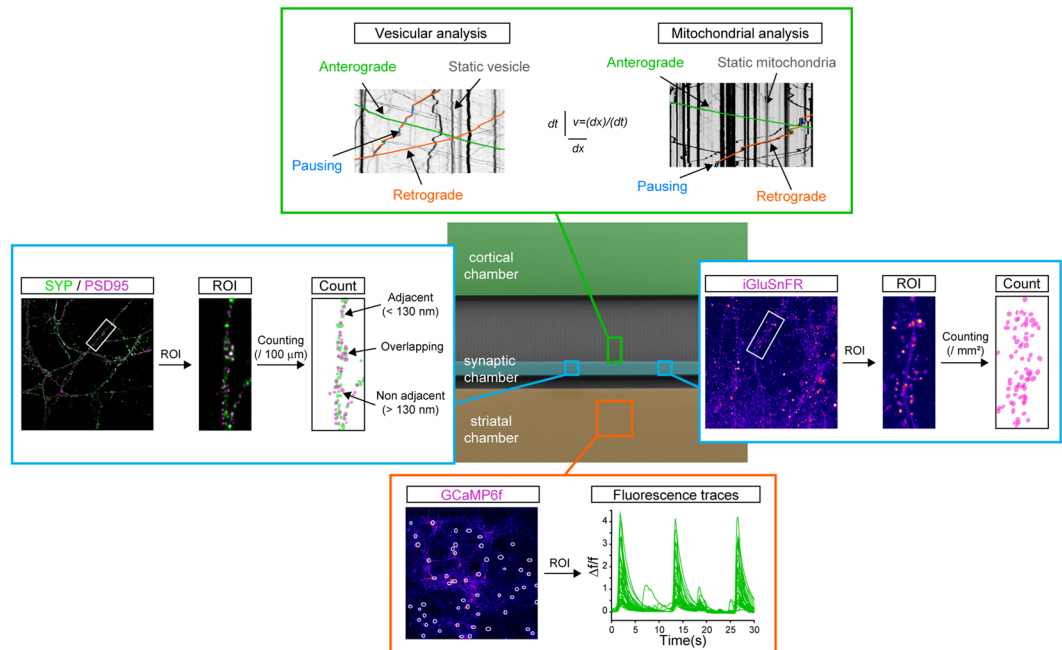 Vesicular analysis
Mitochondrial analysis
Anterograde
Static vesicle
Anterograde
Static mitochondria
dt
v=(dx)/(dt)
dx
Pausing
Retrograde
Pausing
Retrograde
cortical
chamber
synaptic
chamber
striatal
chamber
SYP / PSD95
ROI
Count
ROI
Counting
(/ 100 µm)
Adjacent
(< 130 nm)
Overlapping
Non adjacent
(> 130 nm)
iGluSnFR
ROI
Count
ROI
Counting
(/ mm²)
GCaMP6f
Fluorescence traces
ROI
Δf/f
4
3
2
1
0
0 5 10 15 20 25 30
Time(s)